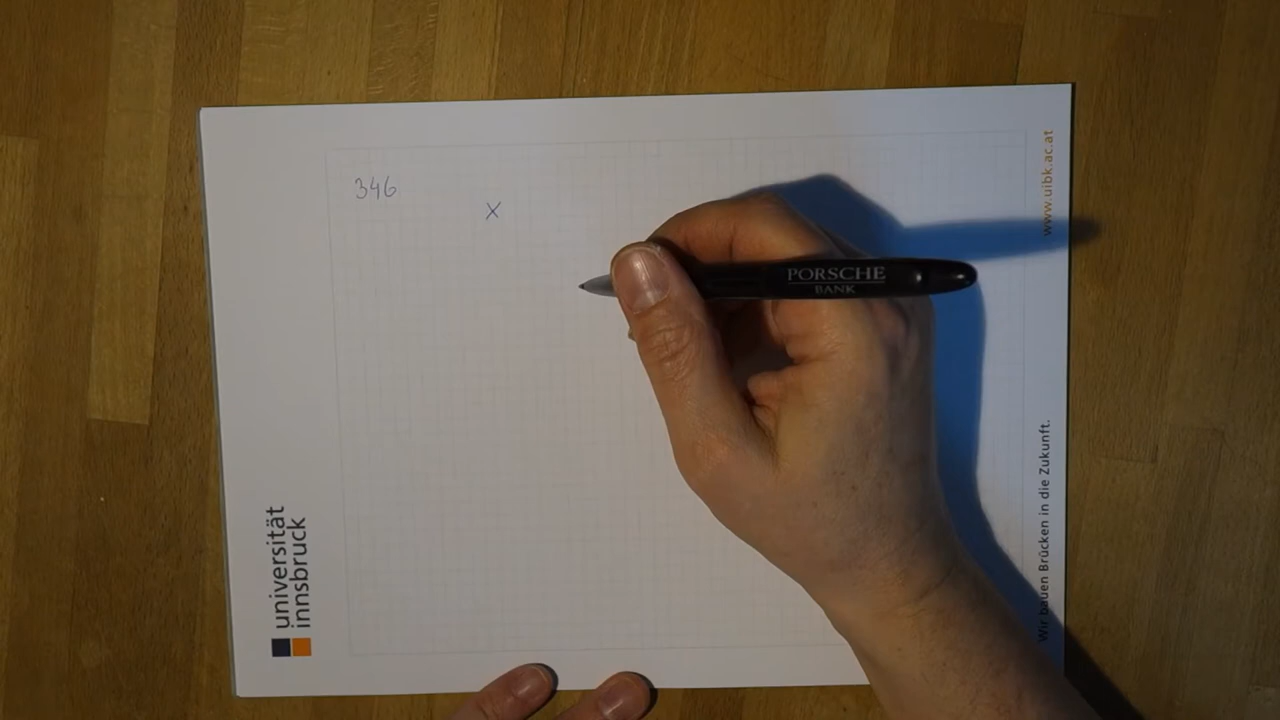 346
x
PORSCHE
BANK
universität
innsbruck
www.uibk.ac.at
Wir bauen Brücken in die Zukunft.